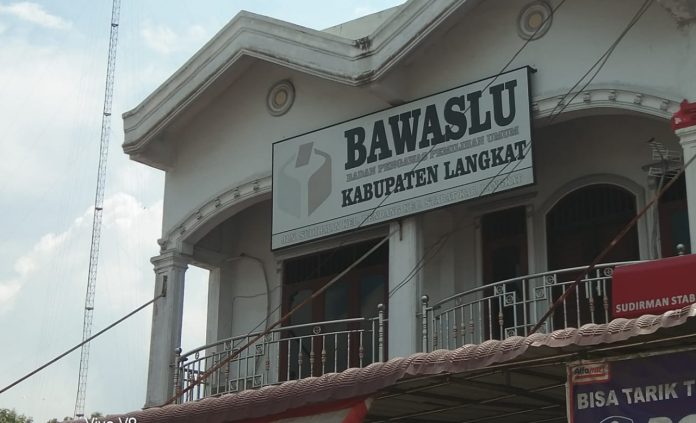 BAWASLU
BADAN PENGAWAS PEMILIHAN UMUM
KABUPATEN LANGKAT
SUDIRMAN STAB
Alfamart
BISA TARIK T